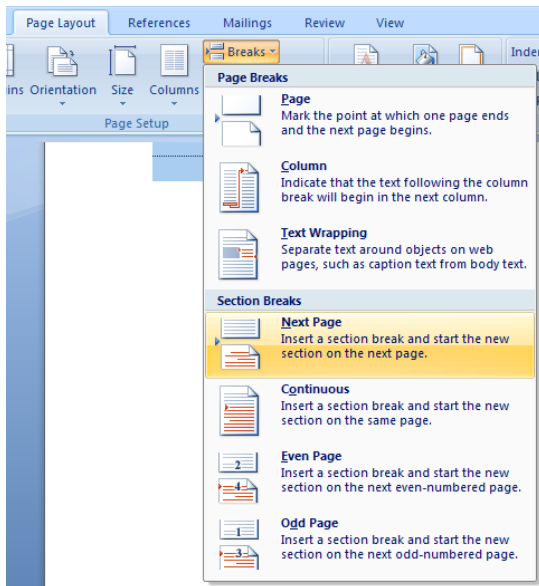 Page Layout References Mailings Review View
Breaks
Inde
ins Orientation Size Columns
Page Setup
Page Breaks
Page
Mark the point at which one page ends
and the next page begins.
Column
Indicate that the text following the column
break will begin in the next column.
Text Wrapping
Separate text around objects on web
pages, such as caption text from body text.
Section Breaks
Next Page
Insert a section break and start the new
section on the next page.
Continuous
Insert a section break and start the new
section on the same page.
2
Even Page
Insert a section break and start the new
4
section on the next even-numbered page.
1
Odd Page
Insert a section break and start the new
3
section on the next odd-numbered page.